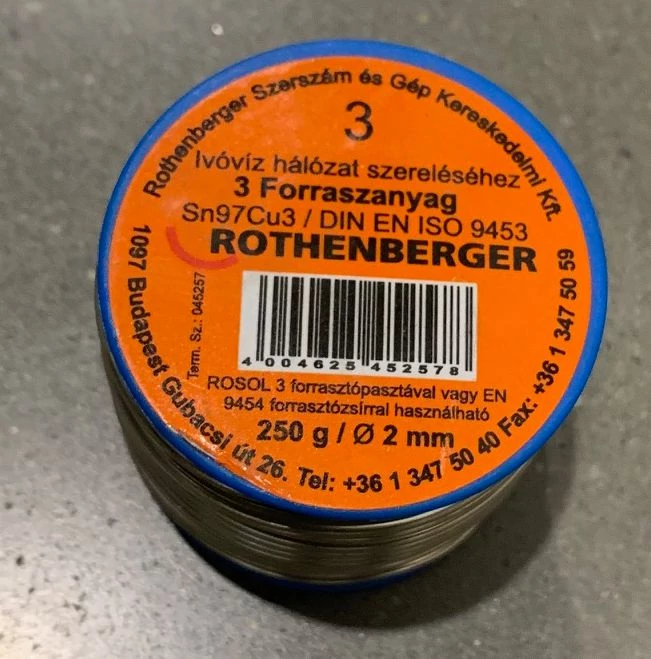 Rothenberger Szerszám és Gép Kereskedelmi Kft.
3
Ivóvíz hálózat szereléséhez
3 Forraszanyag
Sn97Cu3 / DIN EN ISO 9453
ROTHENBERGER
Term. Sz.: 045257
4 004625 452578
ROSOL 3 forrasztópasztával vagy EN
9454 forrasztózsírral használható
250 g / Ø 2 mm
1097 Budapest Gubacsi út 26. Tel: +36 1 347 50 40 Fax: +36 1 347 50 59